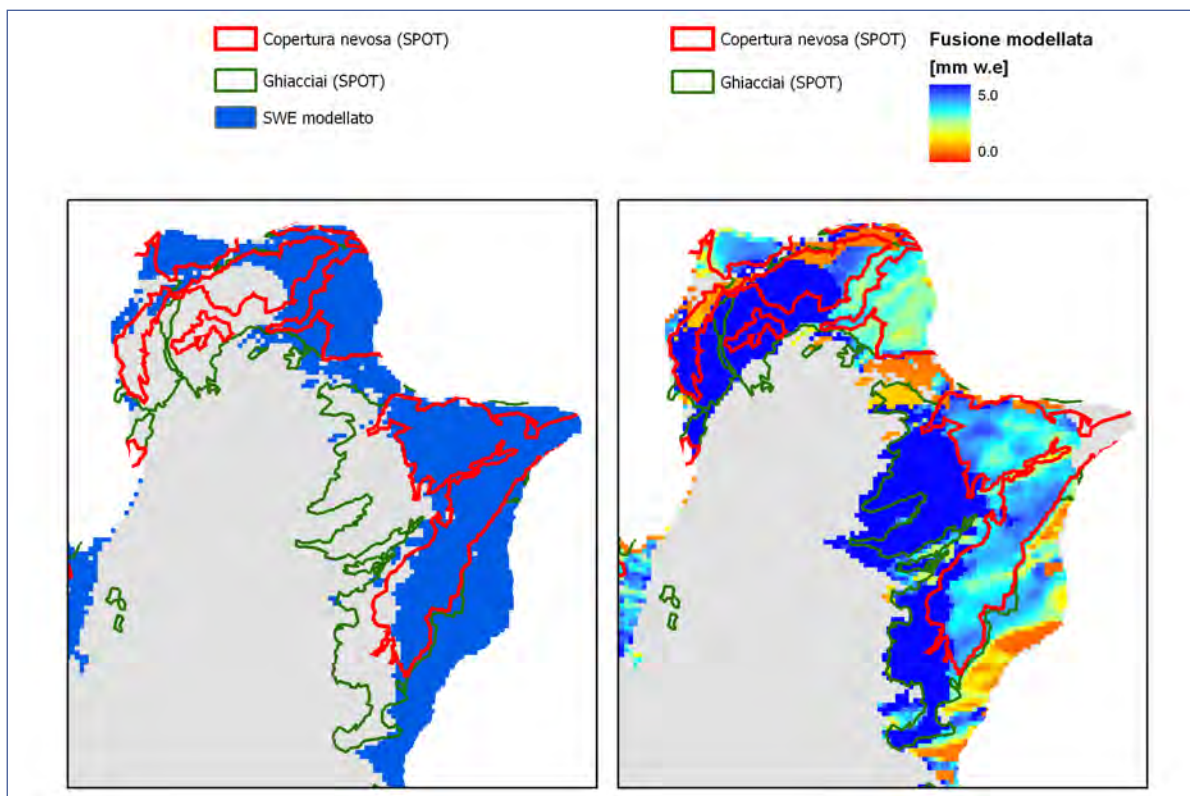 Copertura nevosa (SPOT)
Ghiacciai (SPOT)
SWE modellato
Copertura nevosa (SPOT)
Ghiacciai (SPOT)
Fusione modellata
[mm w.e]
5.0
0.0